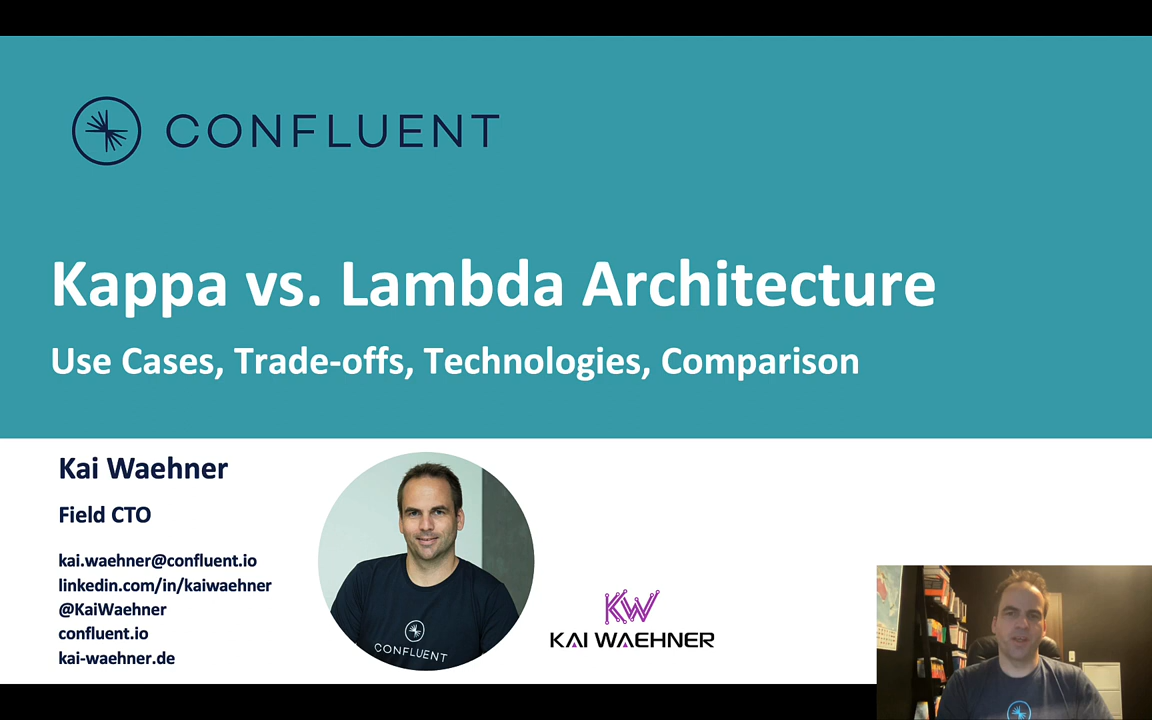 CONFLUENT
Kappa vs. Lambda Architecture
Use Cases, Trade-offs, Technologies, Comparison
Kai Waehner
Field CTO
kai.waehner@confluent.io
linkedin.com/in/kaiwaehner
@KaiWaehner
confluent.io
kai-waehner.de
CONFLUENT
KW
KAI WAEHNER